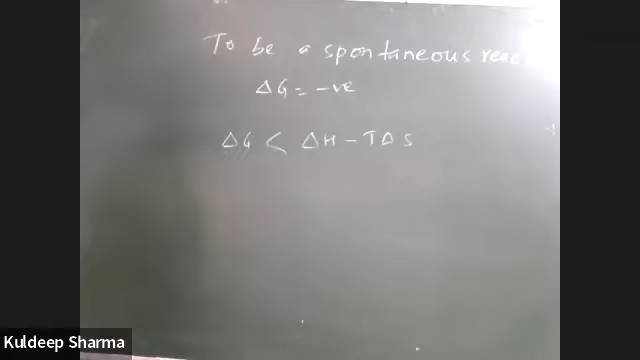 To be a spontaneous reac
ΔG = -ve
ΔG < ΔH - TΔS
Kuldeep Sharma